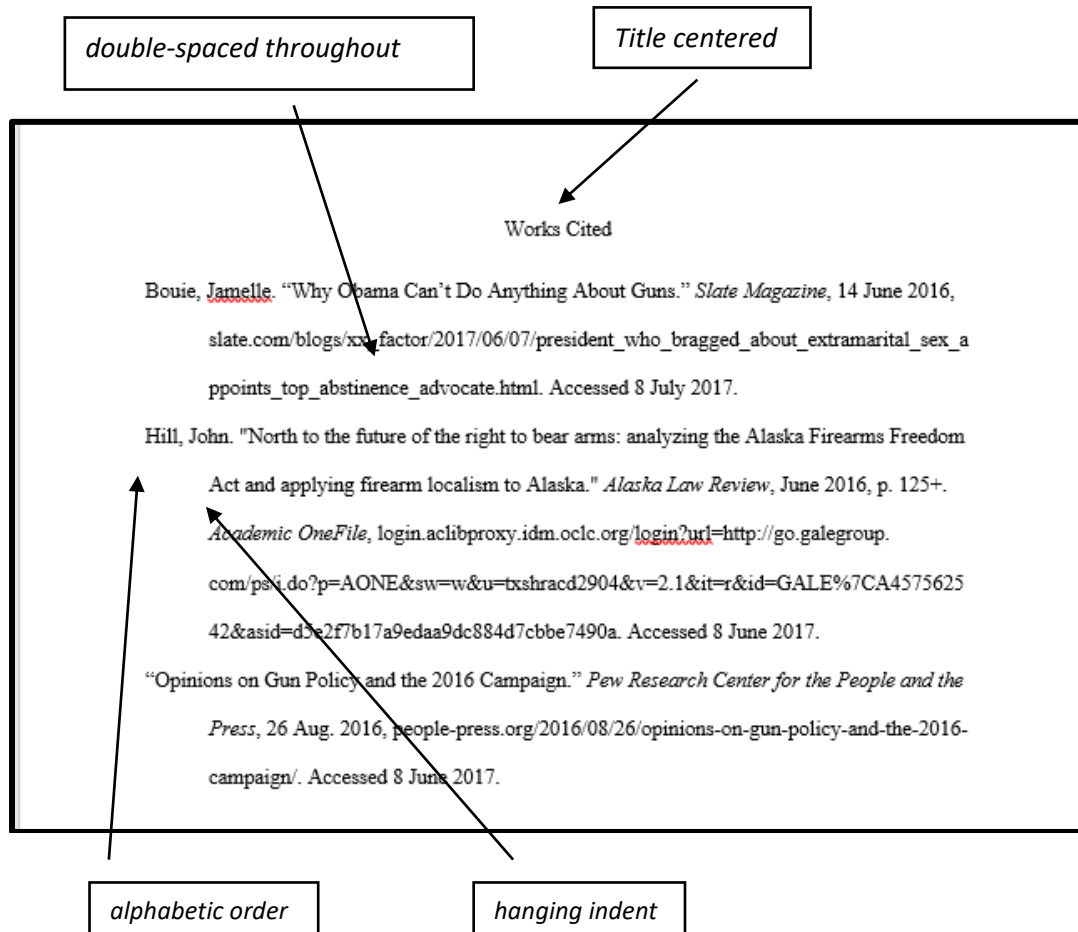 double-spaced throughout
Title centered
Works Cited
Bouie, Jamelle. “Why Obama Can’t Do Anything About Guns.” Slate Magazine, 14 June 2016,
slate.com/blogs/xx_factor/2017/06/07/president_who_bragged_about_extramarital_sex_a
ppoints_top_abstinence_advocate.html. Accessed 8 July 2017.
Hill, John. "North to the future of the right to bear arms: analyzing the Alaska Firearms Freedom
Act and applying firearm localism to Alaska." Alaska Law Review, June 2016, p. 125+.
Academic OneFile, login.aclibproxy.idm.oclc.org/login?url=http://go.galegroup.
com/ps/i.do?p=AONE&sw=w&u=txshracd2904&v=2.1&it=r&id=GALE%7CA4575625
42&asid=d5e2f7b17a9edaa9dc884d7cbbe7490a. Accessed 8 June 2017.
“Opinions on Gun Policy and the 2016 Campaign.” Pew Research Center for the People and the
Press, 26 Aug. 2016, people-press.org/2016/08/26/opinions-on-gun-policy-and-the-2016-
campaign/. Accessed 8 June 2017.
alphabetic order
hanging indent